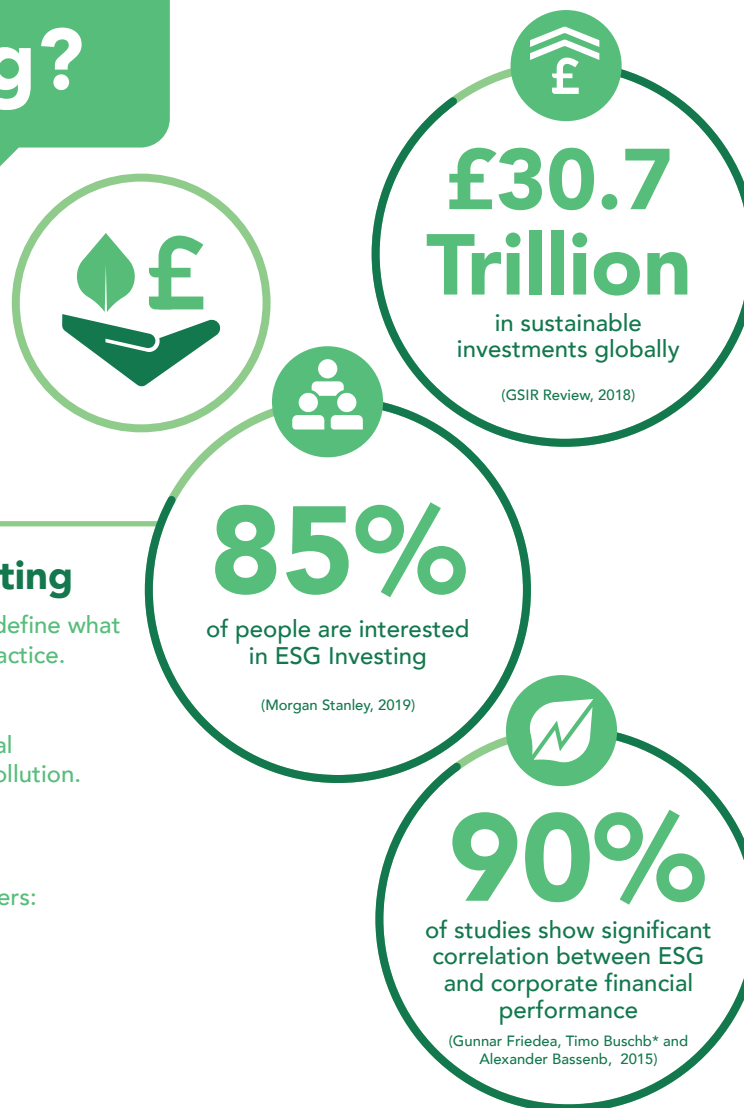 g?
£30.7
Trillion
in sustainable
investments globally
(GSIR Review, 2018)
85%
of people are interested
in ESG Investing
(Morgan Stanley, 2019)
ting
define what
actice.
al
ollution.
ers:
90%
of studies show significant
correlation between ESG
and corporate financial
performance
(Gunnar Friedea, Timo Buschb* and
Alexander Bassenb, 2015)